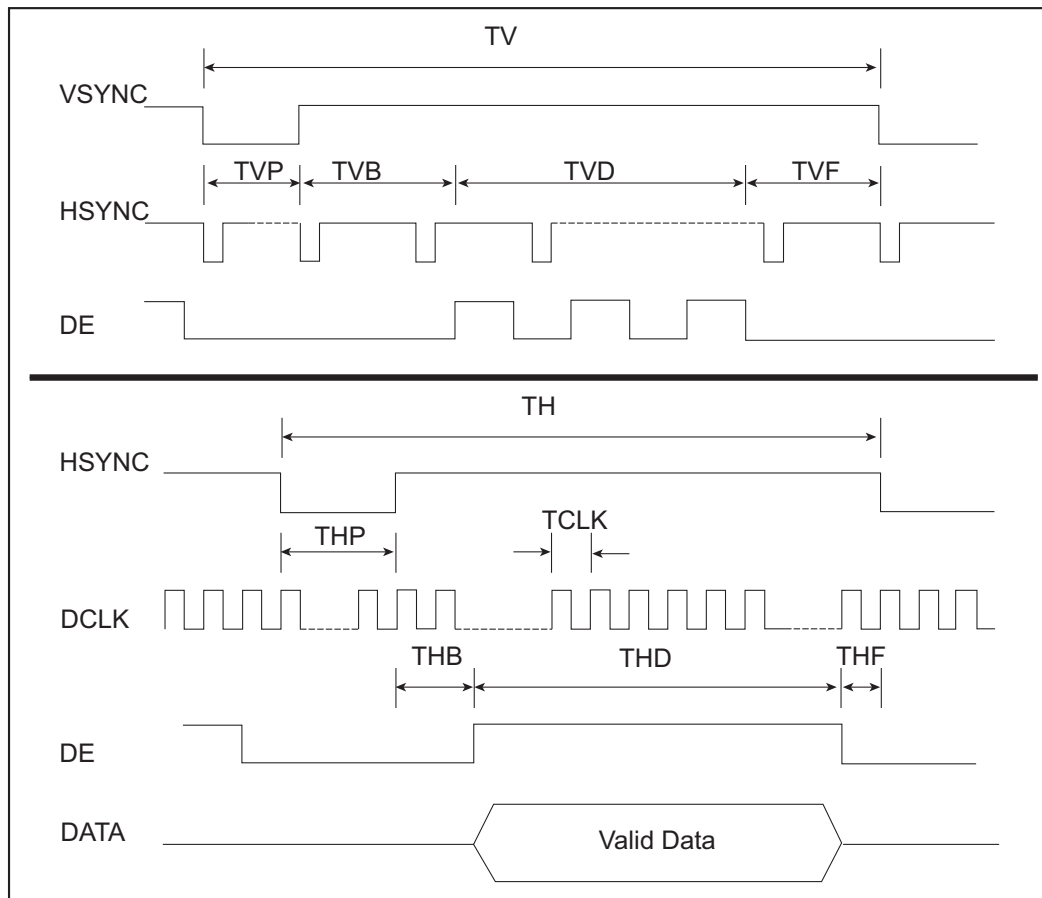 TV
VSYNC
TVP TVB TVD TVF
HSYNC
DE
TH
HSYNC
TCLK
THP
DCLK
THB THD THF
DE
DATA Valid Data